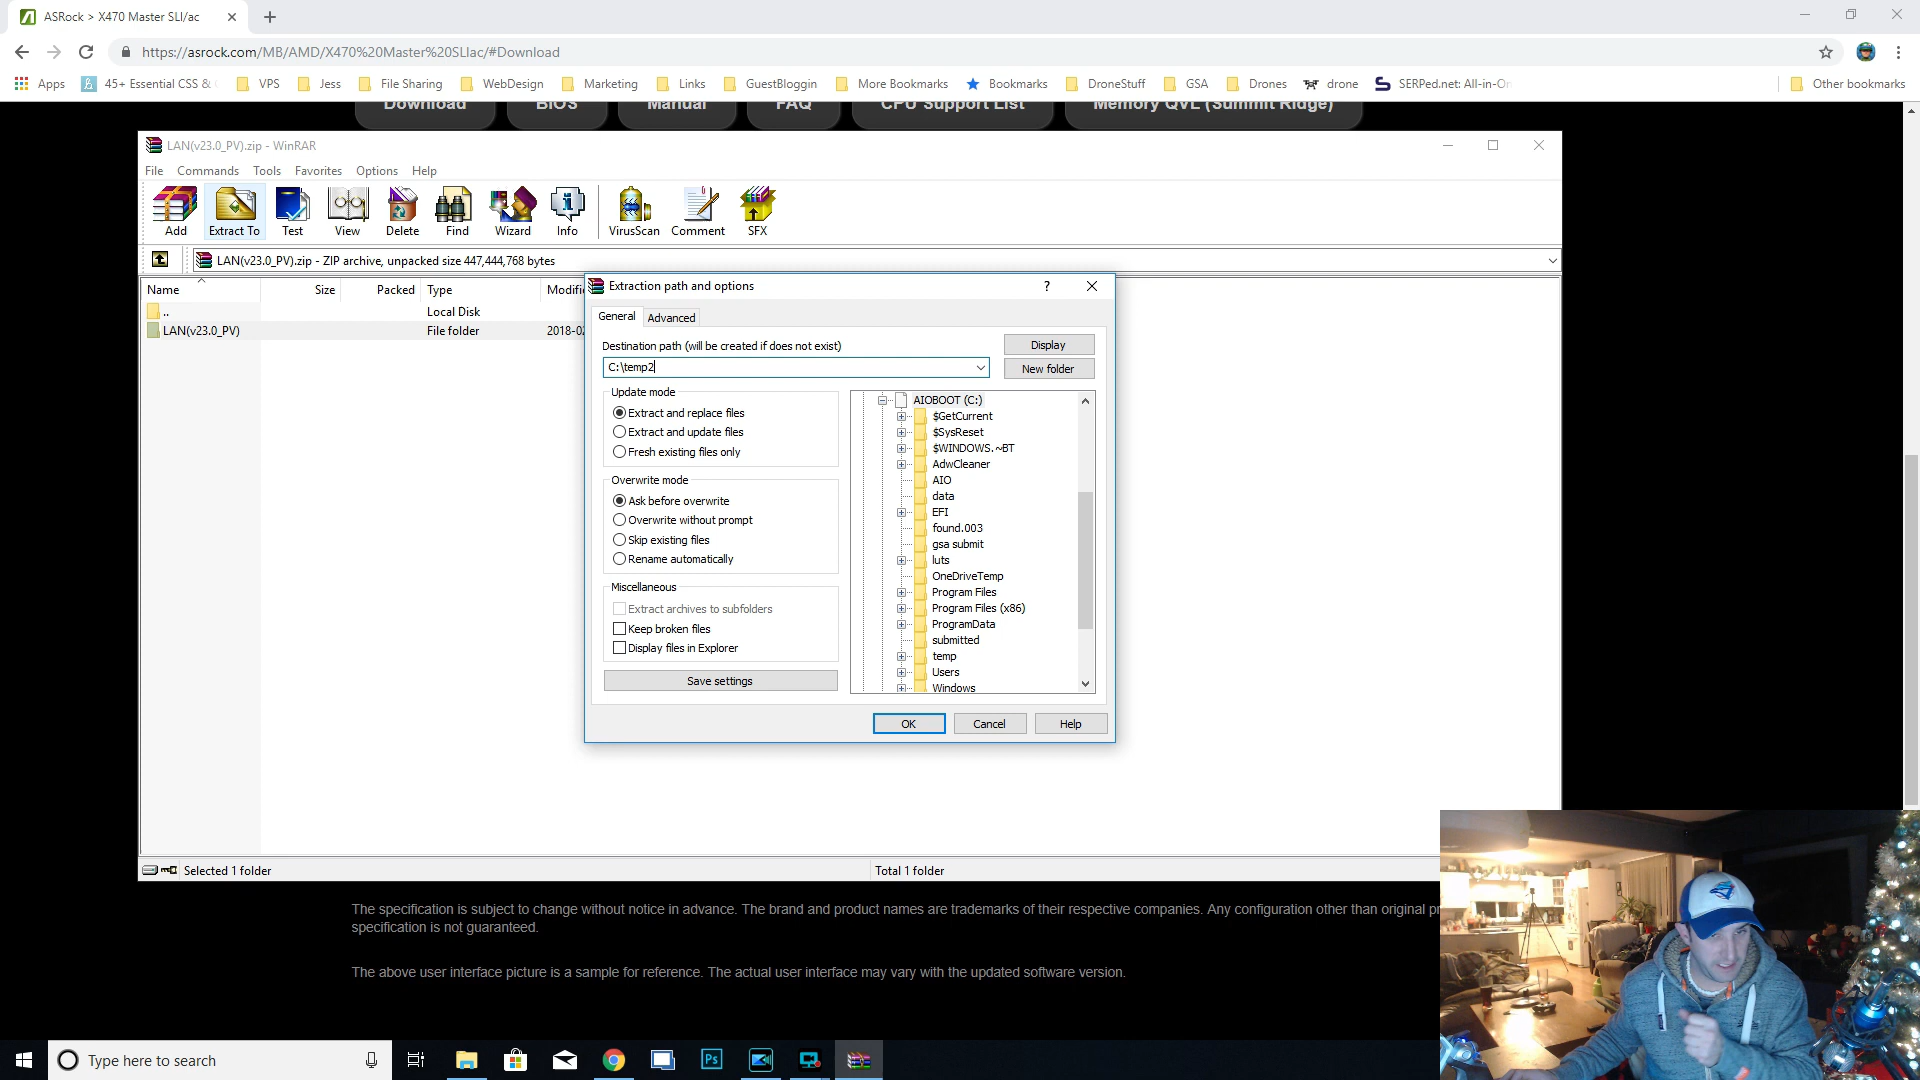 ASRock > X470 Master SLI/ac
https://asrock.com/MB/AMD/X470%20Master%20SLIac/#Download
Apps 45+ Essential CSS & VPS Jess File Sharing WebDesign Marketing Links GuestBloggin More Bookmarks Bookmarks DroneStuff GSA Drones drone SERPed.net: All-in-On Other bookmarks
Download BIOS Manual FAQ CPU Support List Memory QVL (Summit Ridge)
LAN(v23.0_PV).zip - WinRAR
File Commands Tools Favorites Options Help
Add Extract To Test View Delete Find Wizard Info VirusScan Comment SFX
LAN(v23.0_PV).zip - ZIP archive, unpacked size 447,444,768 bytes
Name Size Packed Type Modifi
.. Local Disk
LAN(v23.0_PV) File folder 2018-02
Extraction path and options ?
General Advanced
Destination path (will be created if does not exist)
Display
C:\temp2
New folder
Update mode
Extract and replace files
Extract and update files
Fresh existing files only
Overwrite mode
Ask before overwrite
Overwrite without prompt
Skip existing files
Rename automatically
Miscellaneous
Extract archives to subfolders
Keep broken files
Display files in Explorer
Save settings
AIOBOOT (C:)
$GetCurrent
$SysReset
$WINDOWS.~BT
AdwCleaner
AIO
data
EFI
found.003
gsa submit
luts
OneDriveTemp
Program Files
Program Files (x86)
ProgramData
submitted
temp
Users
Windows
OK Cancel Help
Selected 1 folder Total 1 folder
The specification is subject to change without notice in advance. The brand and product names are trademarks of their respective companies. Any configuration other than original pr
specification is not guaranteed.
The above user interface picture is a sample for reference. The actual user interface may vary with the updated software version.
Type here to search
Ps